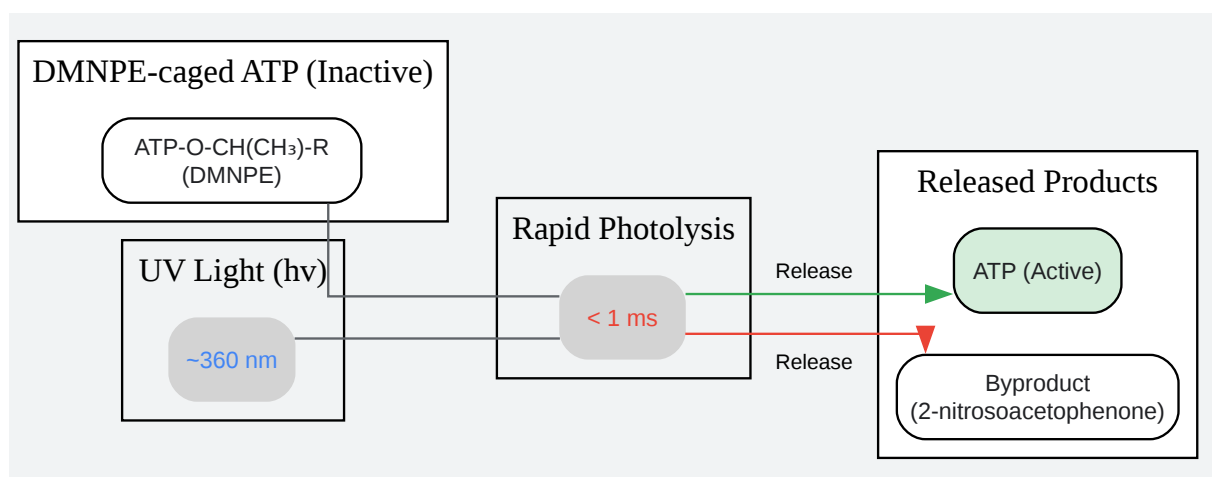 DMNPE-caged ATP (Inactive)
ATP-O-CH(CH₃)-R
(DMNPE)
UV Light (hv)
~360 nm
Rapid Photolysis
< 1 ms
Release
Release
Released Products
ATP (Active)
Byproduct
(2-nitrosoacetophenone)